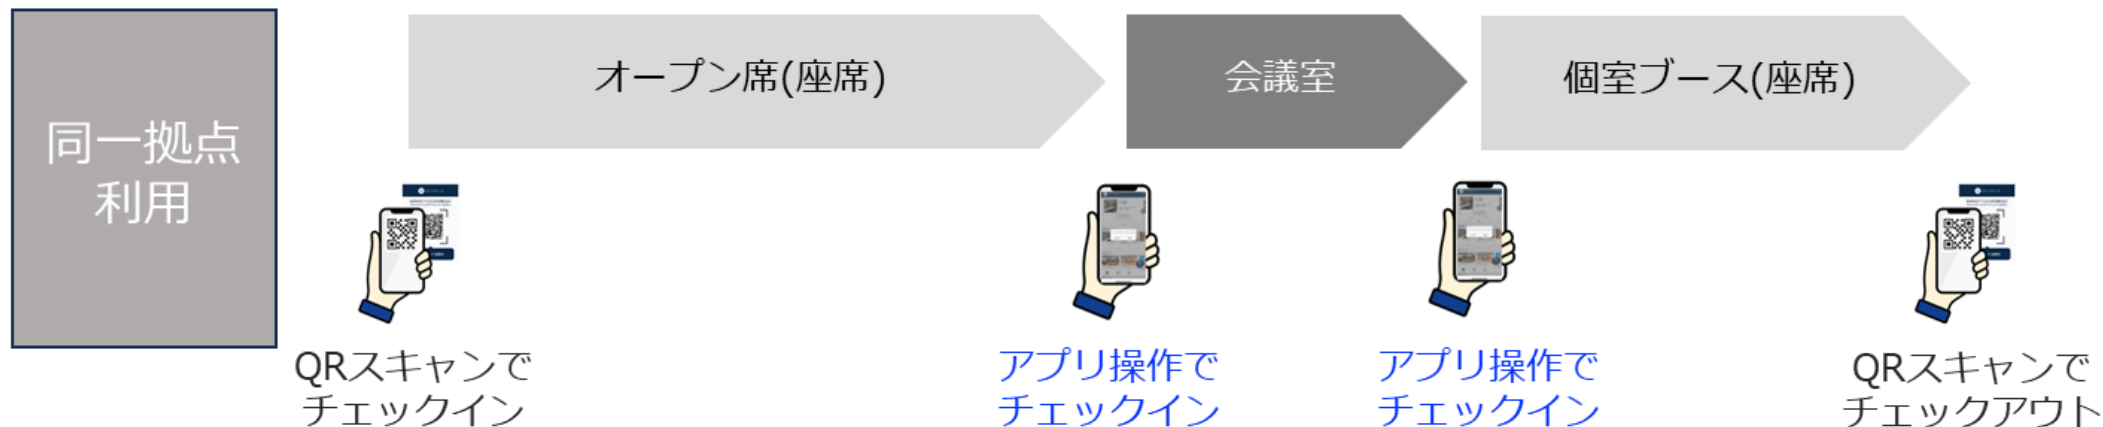 同一拠点
利用
オープン席(座席)
会議室
個室ブース(座席)
QRスキャンで
チェックイン
アプリ操作で
チェックイン
アプリ操作で
チェックイン
QRスキャンで
チェックアウト